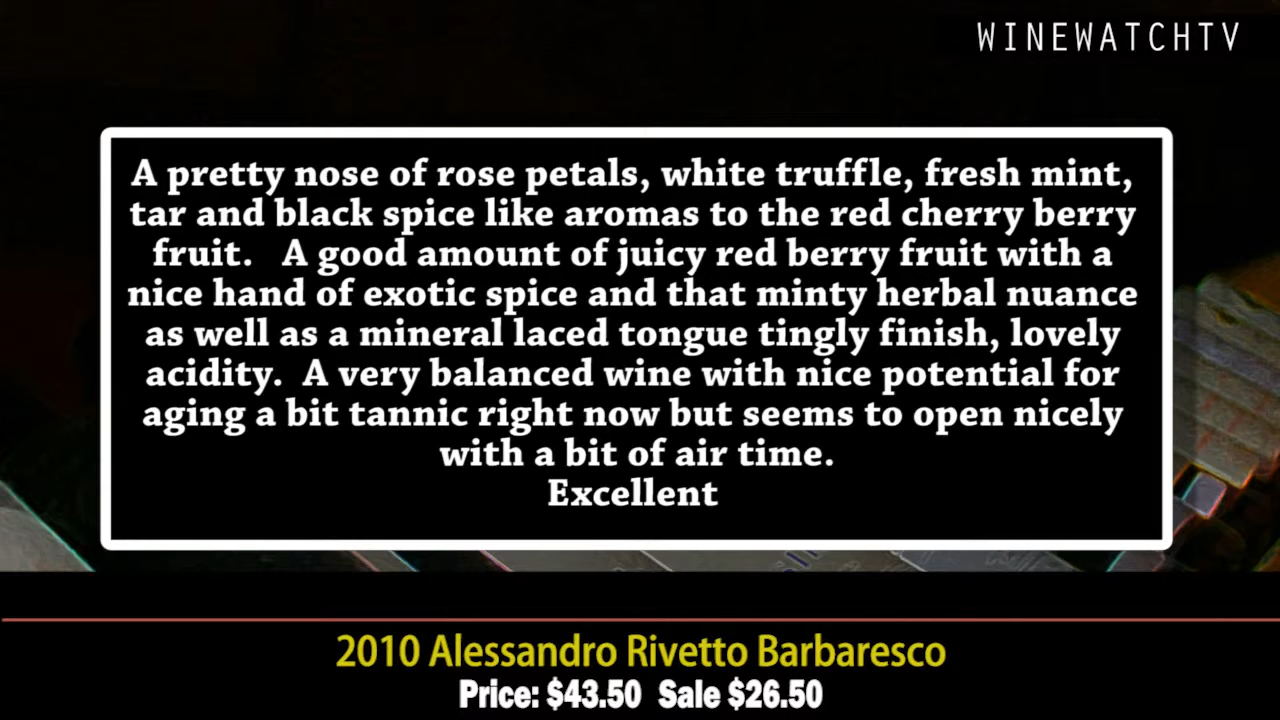 WINEWATCHTV
A pretty nose of rose petals, white truffle, fresh mint,
tar and black spice like aromas to the red cherry berry
fruit.   A good amount of juicy red berry fruit with a
nice hand of exotic spice and that minty herbal nuance
as well as a mineral laced tongue tingly finish, lovely
acidity.  A very balanced wine with nice potential for
aging a bit tannic right now but seems to open nicely
with a bit of air time.
Excellent
2010 Alessandro Rivetto Barbaresco
Price: $43.50  Sale $26.50